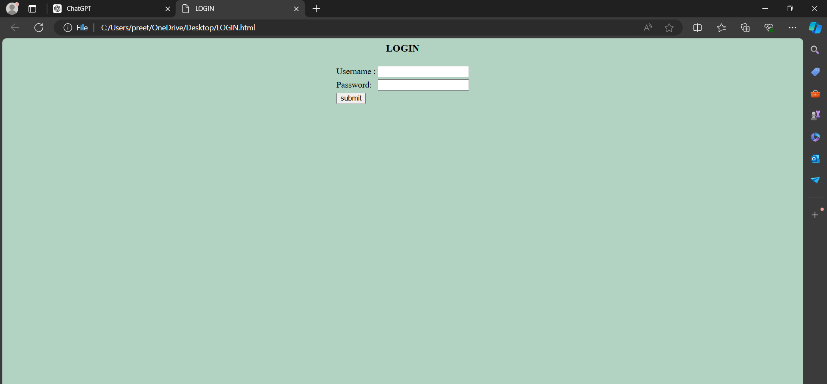 ChatGPT
LOGIN
File
C:/Users/preet/OneDrive/Desktop/LOGIN.html
LOGIN
Username :
Password:
submit